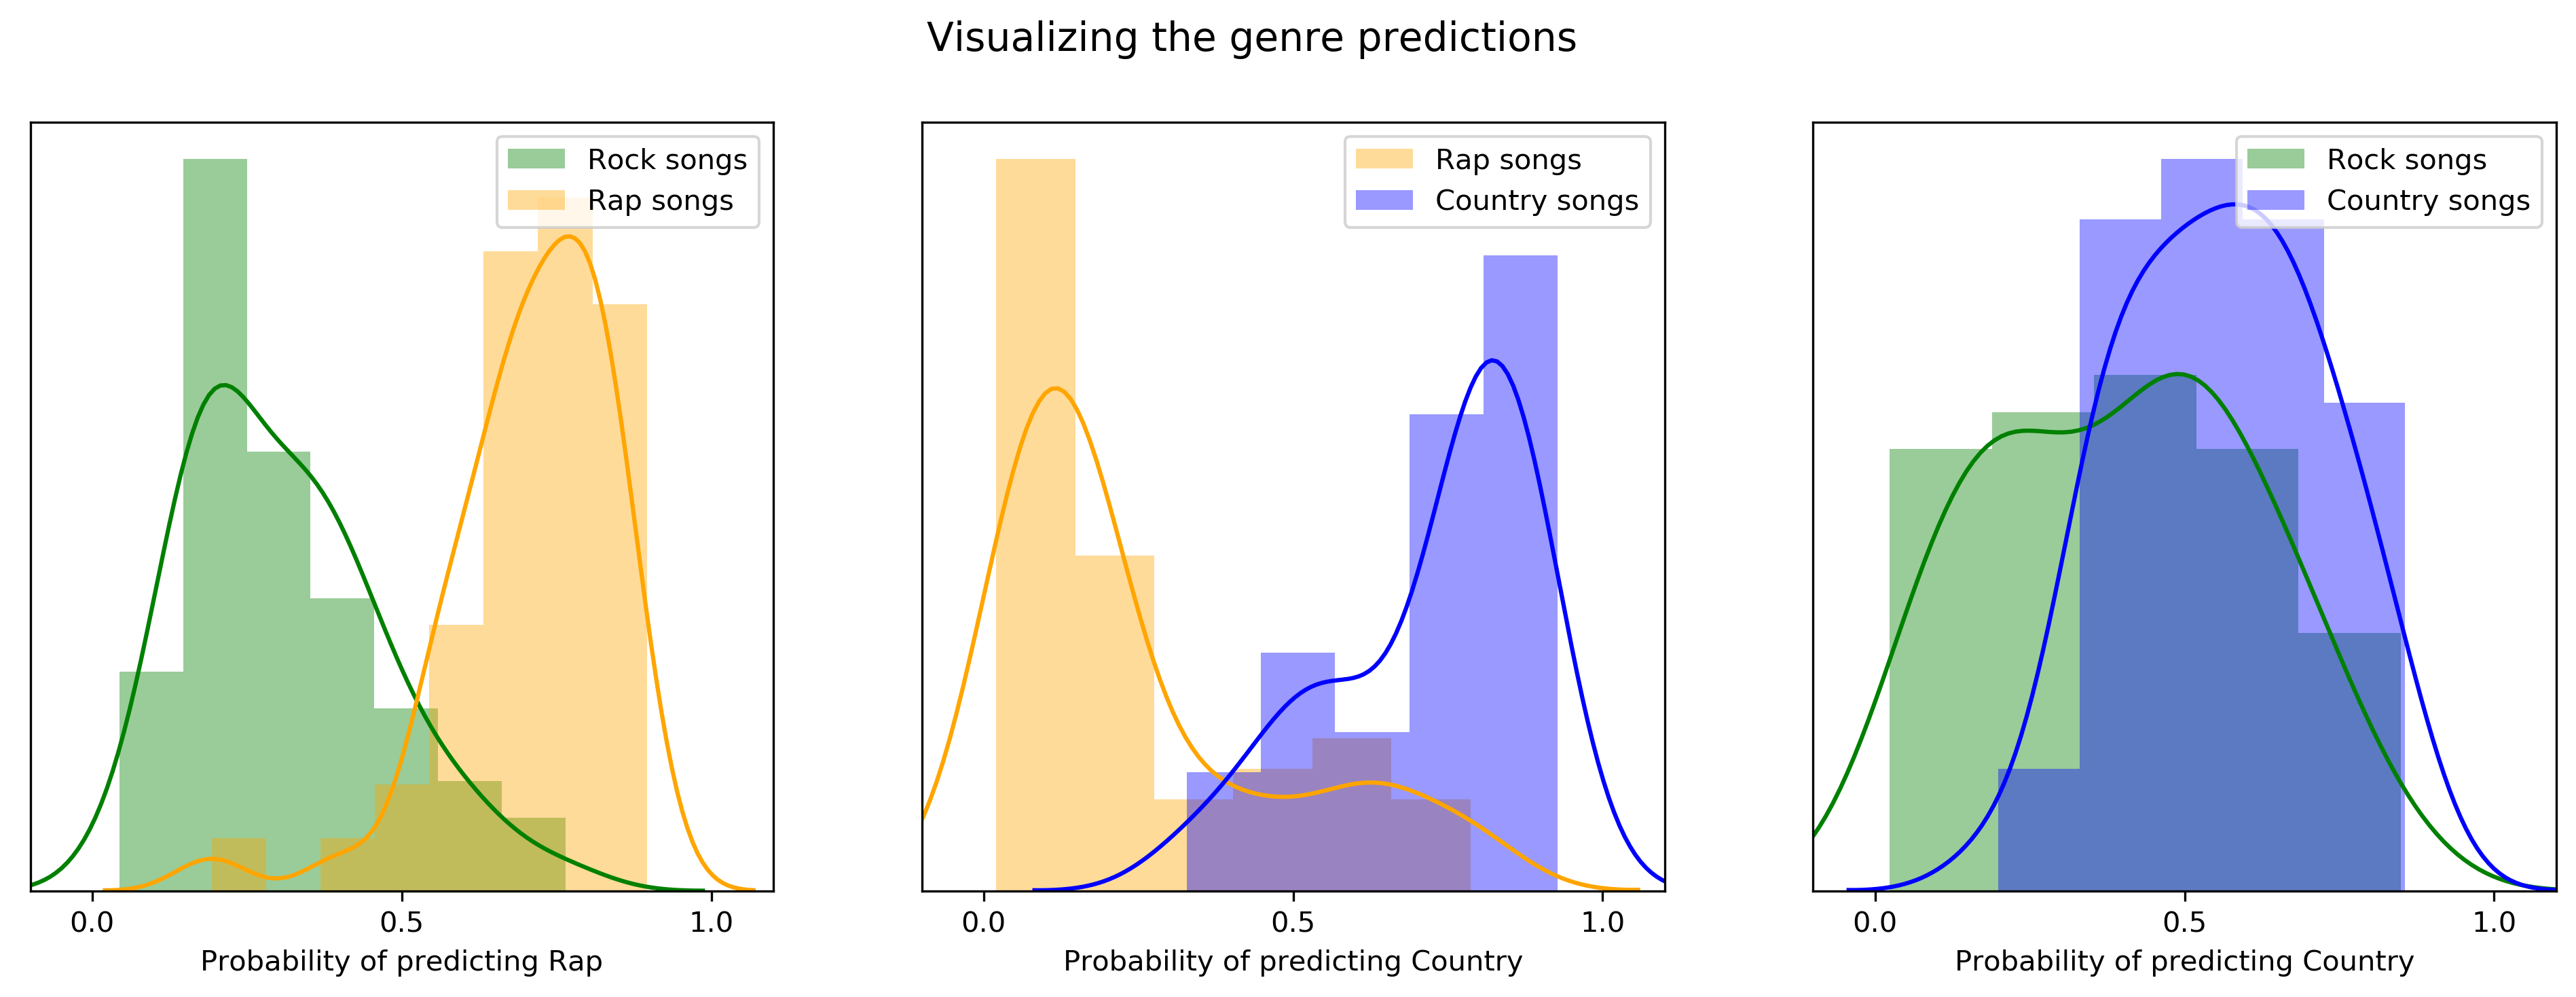 Visualizing the genre predictions
Rock songs
Rap songs
0.0 0.5 1.0
Probability of predicting Rap
Rap songs
Country songs
0.0 0.5 1.0
Probability of predicting Country
Rock songs
Country songs
0.0 0.5 1.0
Probability of predicting Country